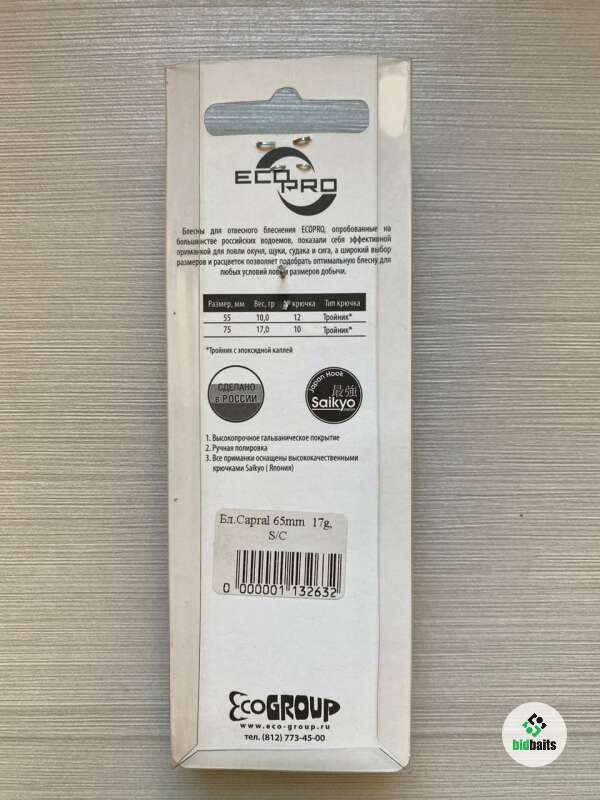 ECO
PRO
Блесны для отвесного блеснения ECOPRO, опробованные на
большинстве российских водоемов, показали себя эффективной
приманкой для ловли окуня, щуки, судака и сига, а широкий выбор
размеров и расцветок позволяет подобрать оптимальную блесну для
любых условий ловли размеров добычи.
Размер, мм Вес, гр № крючка Тип крючка
55 10,0 12 Тройник*
75 17,0 10 Тройник*
*Тройник с эпоксидной каплей
СДЕЛАНО
в РОССИИ
Japan Hook
最強
Saikyo
1. Высокопрочное гальваническое покрытие
2. Ручная полировка
3. Все приманки оснащены высококачественными
крючками Saikyo ( Япония)
Бл.Capral 65mm 17g,
S/C
0 000001 132632
EcoGROUP
www.eco-group.ru
тел. (812) 773-45-00
bidbaits